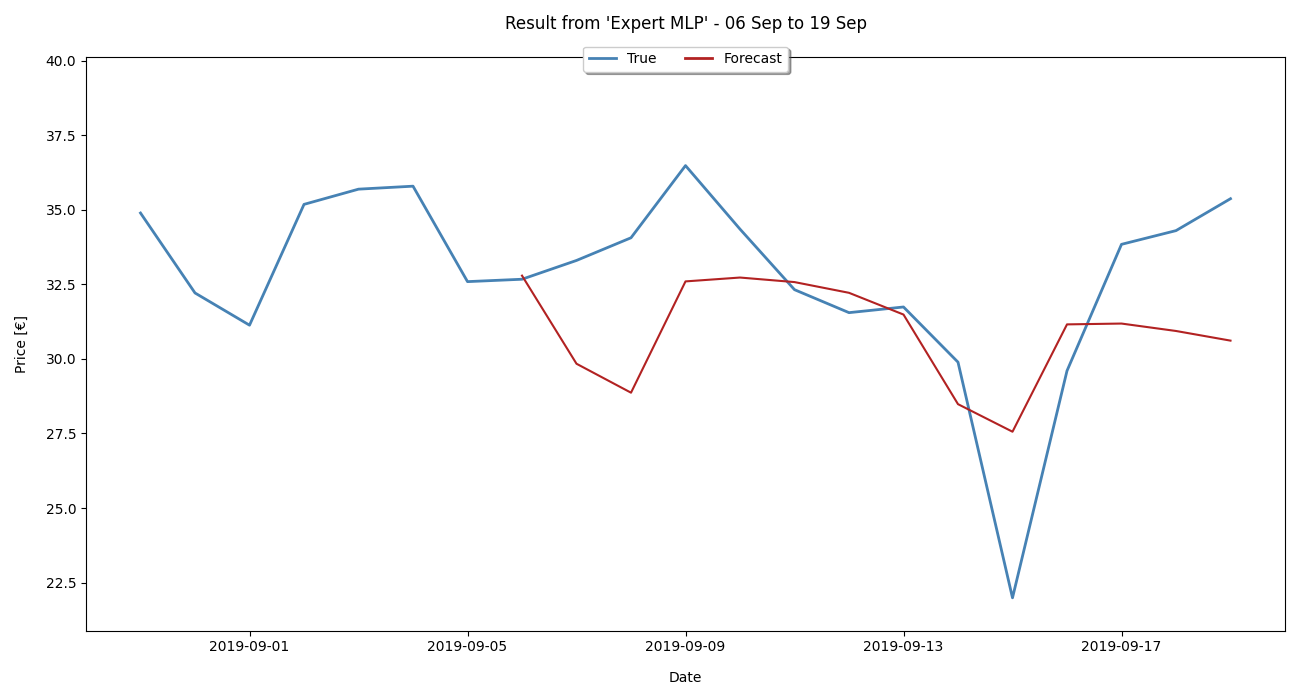 Result from 'Expert MLP' - 06 Sep to 19 Sep
True Forecast
40.0
37.5
35.0
32.5
30.0
27.5
25.0
22.5
Price [€]
2019-09-01 2019-09-05 2019-09-09 2019-09-13 2019-09-17
Date